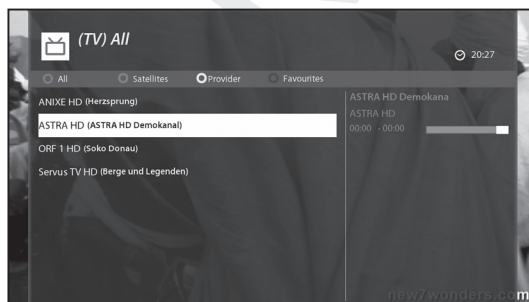 (TV) All
20:27
All Satellites Provider Favourites
ANIXE HD (Herzsprung)
ASTRA HD (ASTRA HD Demokanal)
ORF 1 HD (Soko Donau)
Servus TV HD (Berge und Legenden)
ASTRA HD Demokana
ASTRA HD
00:00 - 00:00
new7wonders.com